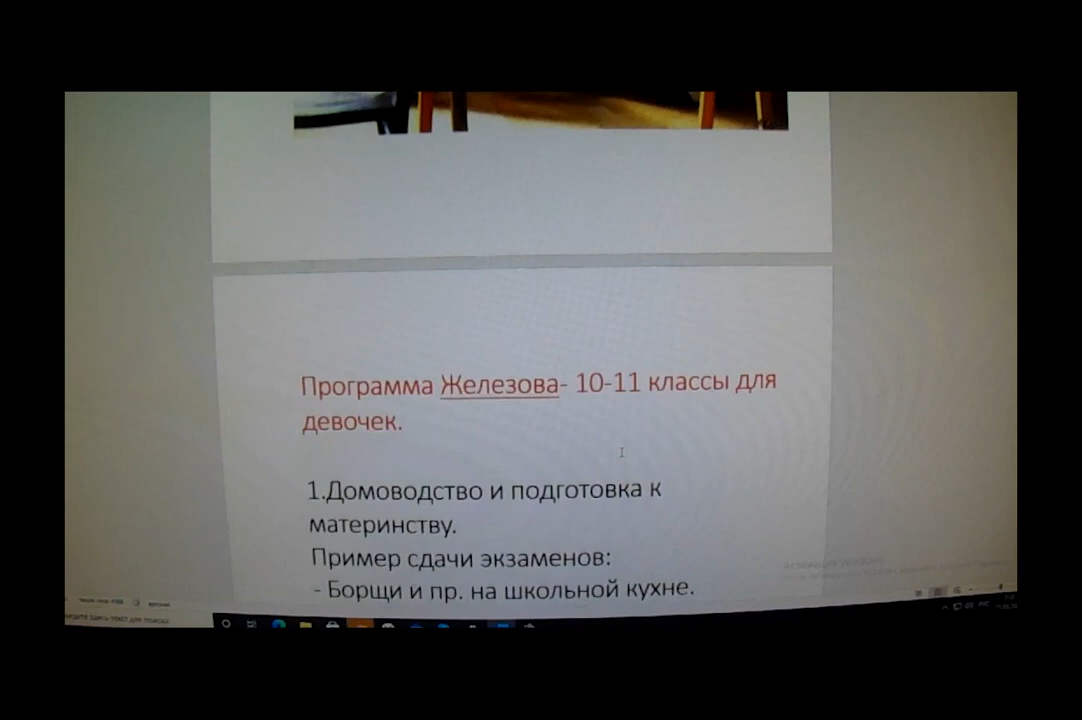 Программа Железова- 10-11 классы для
девочек.
1.Домоводство и подготовка к
материнству.
Пример сдачи экзаменов:
- Борщи и пр. на школьной кухне.